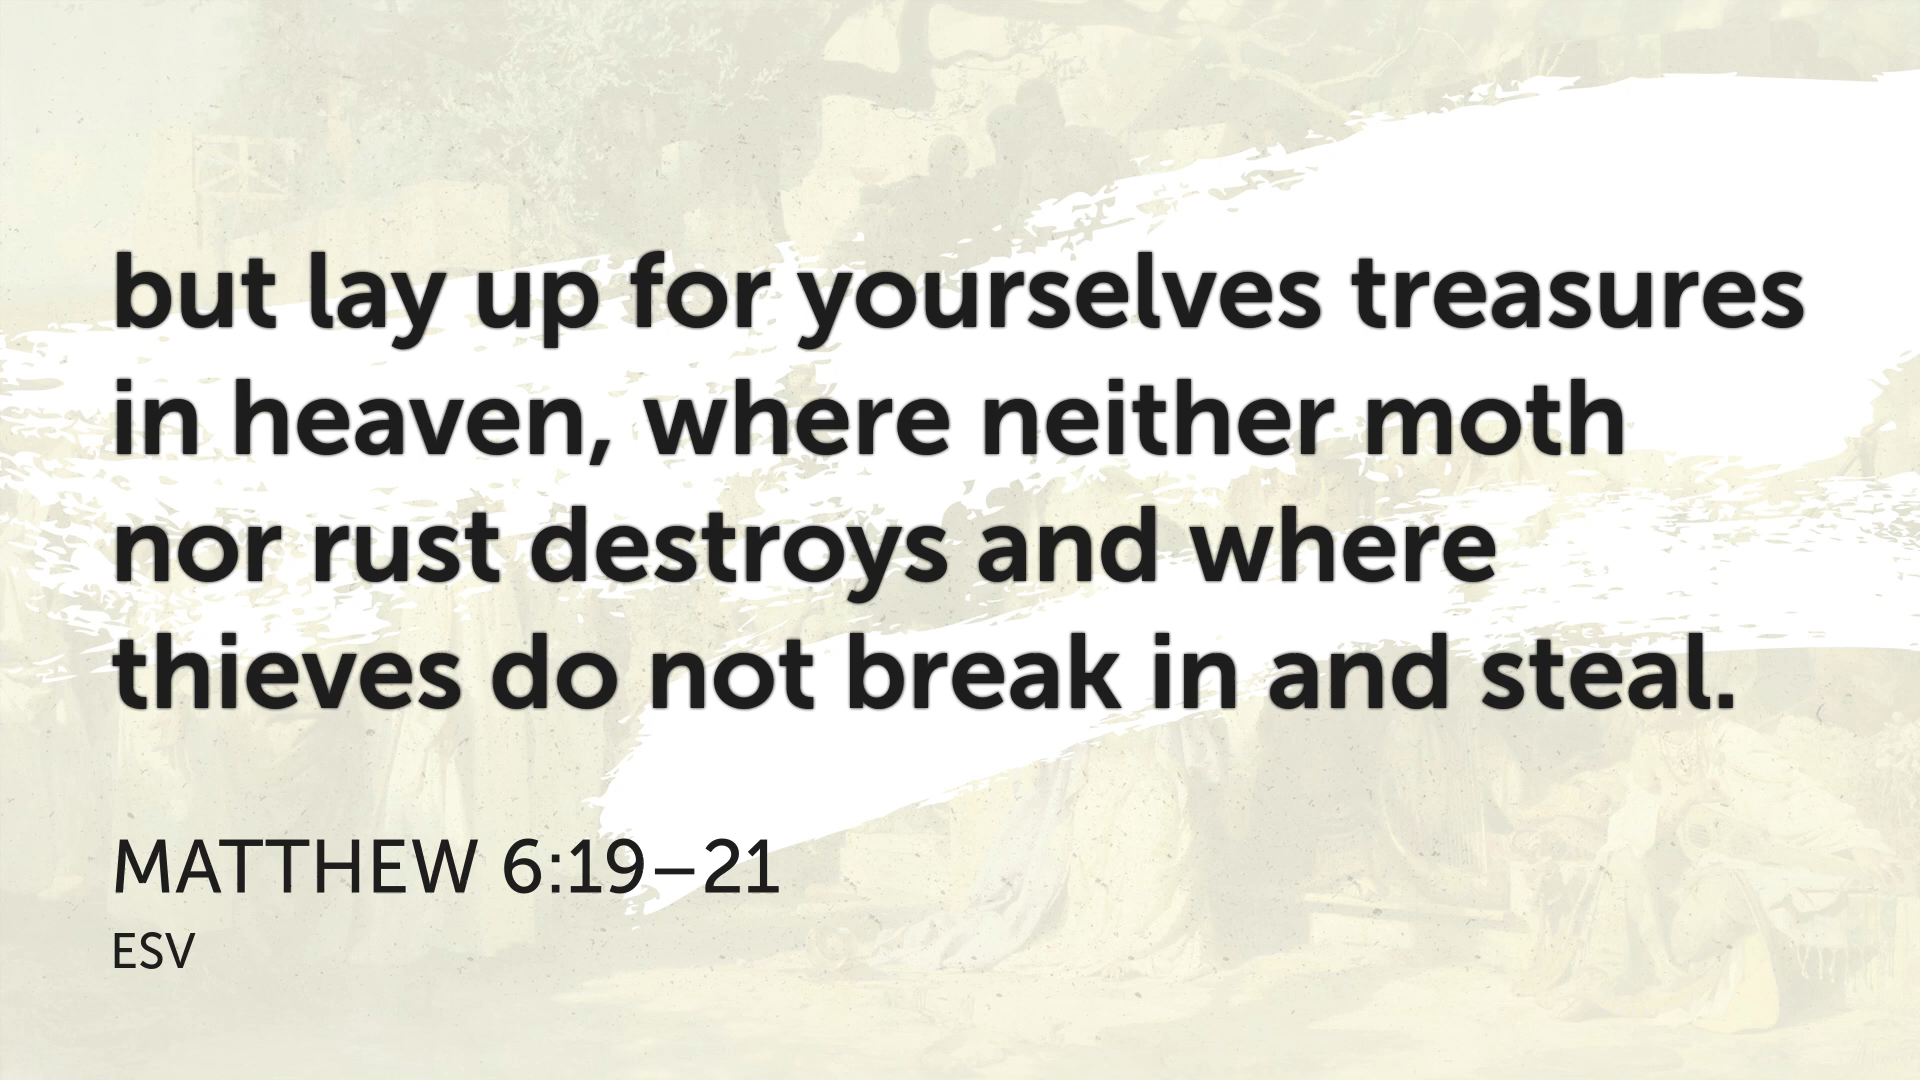 but lay up for yourselves treasures
in heaven, where neither moth
nor rust destroys and where
thieves do not break in and steal.
MATTHEW 6:19–21
ESV